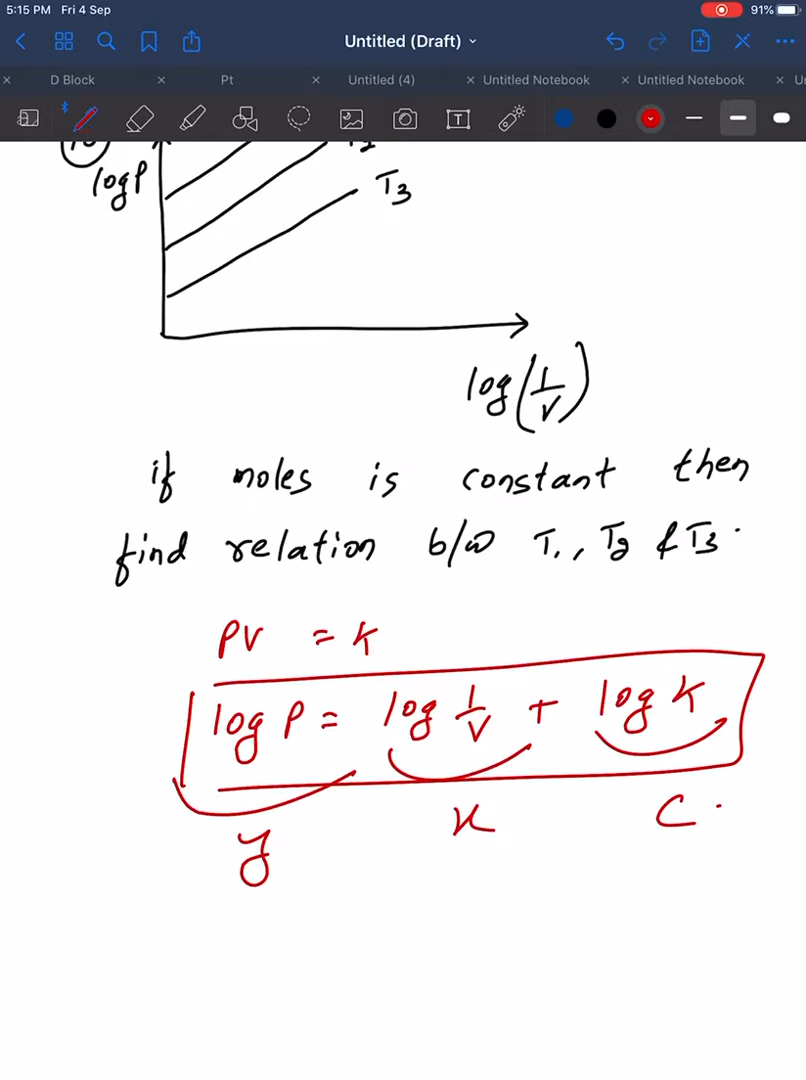 5:15 PM Fri 4 Sep
91%
Untitled (Draft)
D Block
Pt
Untitled (4)
Untitled Notebook
Untitled Notebook
log P
T3
log(1/V)
if moles is constant then
find relation b/w T1, T2 & T3.
PV = K
log P = log 1/V + log K
y
x
C.